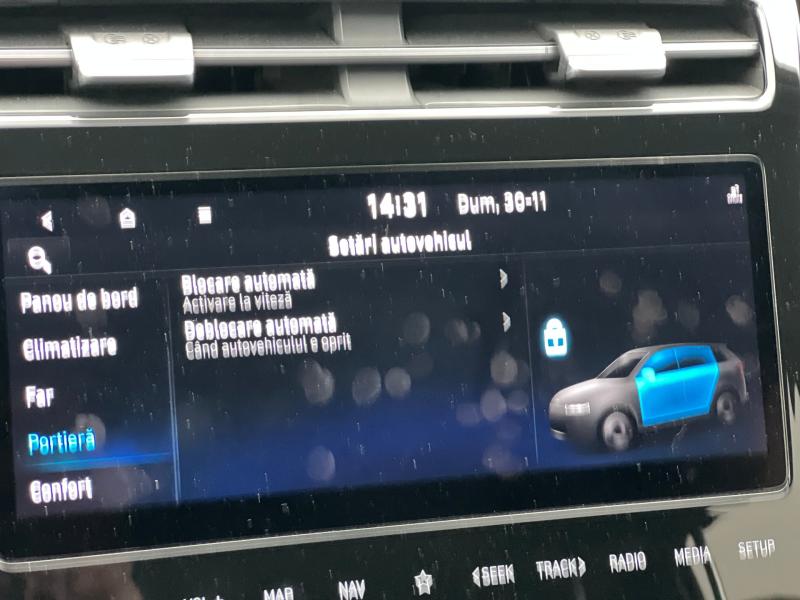 14:31 Dum, 30-11
Setări autovehicul
Panou de bord
Climatizare
Far
Portieră
Confort
Blocare automată
Activare la viteză
Deblocare automată
Când autovehiculul e oprit
MAP NAV SEEK TRACK RADIO MEDIA SETUP